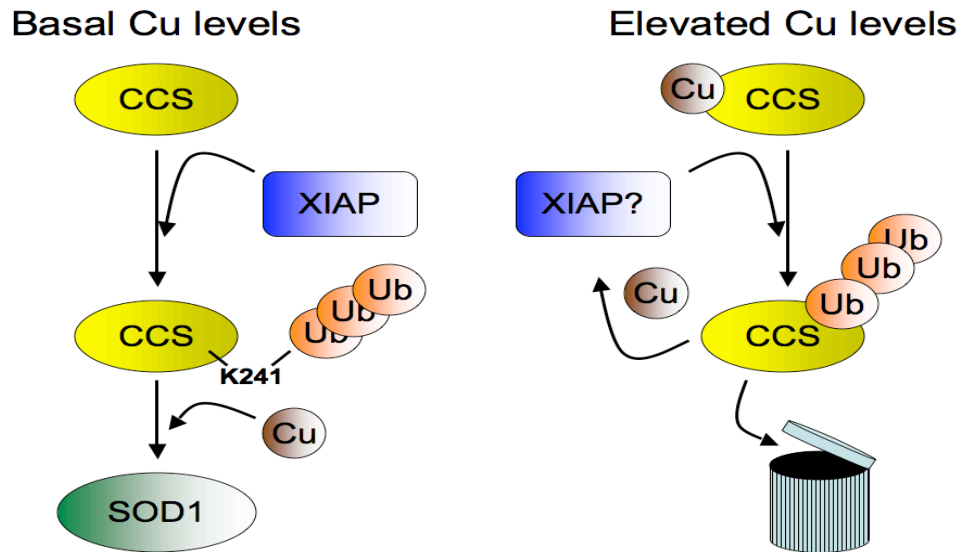 Basal Cu levels
CCS
XIAP
CCS
Ub
Ub
Ub
K241
Cu
SOD1
Elevated Cu levels
Cu
CCS
XIAP?
Ub
Ub
Ub
Cu
CCS